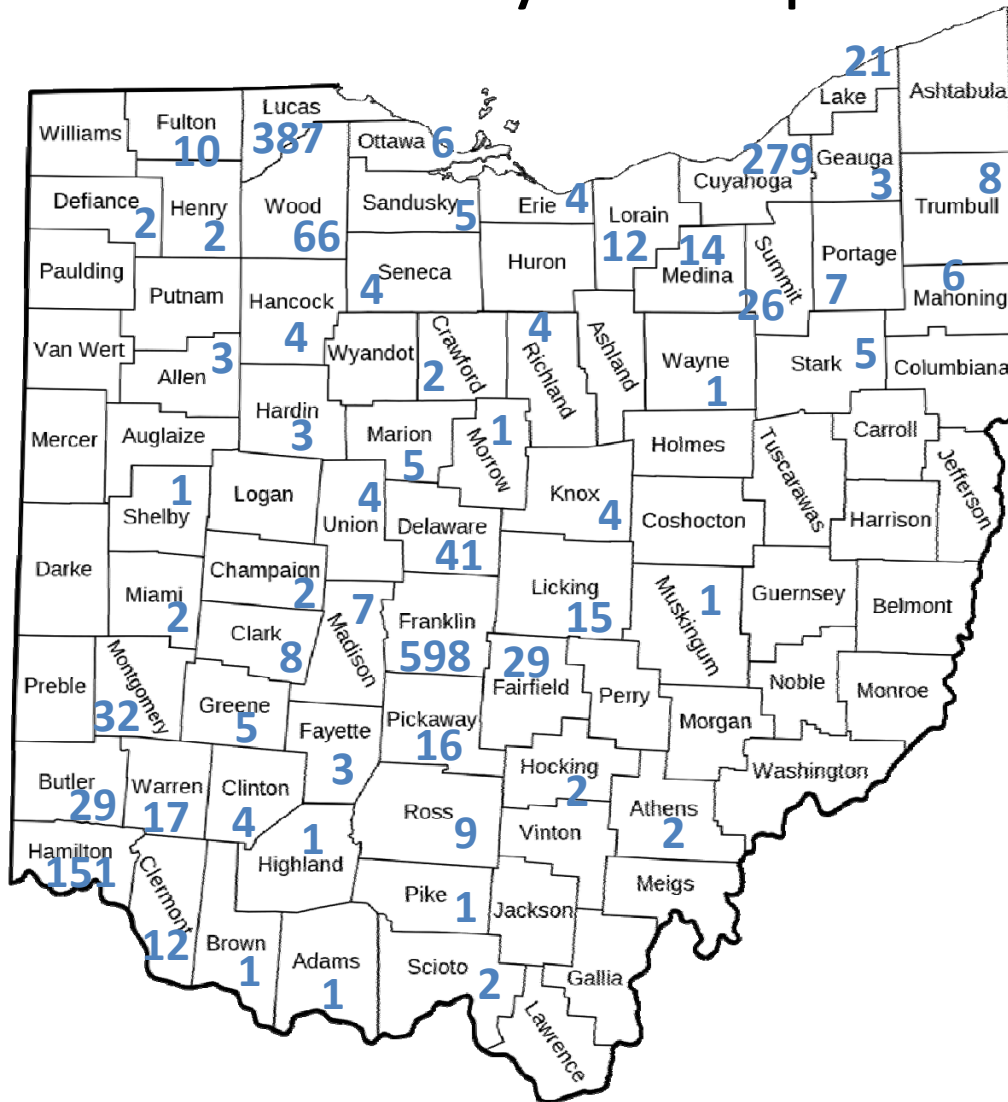 21
Lake
Ashtabula
Williams
Fulton
10
Lucas
387
Ottawa 6
279
Cuyahoga
Geauga
3
8
Trumbull
Defiance
2
Henry
2
Wood
66
Sandusky
5
Erie 4
Lorain
12
14
Medina
Summit
26
Portage
7
6
Mahoning
Paulding
Putnam
Hancock
4
Seneca
4
Huron
Van Wert
3
Allen
Wyandot
Crawford
2
4
Richland
Ashland
Wayne
1
Stark 5
Columbiana
Mercer
Auglaize
Hardin
3
Marion
5
1
Morrow
Holmes
Tuscarawas
Carroll
Jefferson
1
Shelby
Logan
4
Union
Delaware
41
Knox
4
Coshocton
Harrison
Darke
Miami
2
Champaign
2
Clark
8
7
Madison
Franklin
598
Licking
15
1
Muskingum
Guernsey
Belmont
Preble
Montgomery
32
Greene
5
Fayette
3
Pickaway
16
29
Fairfield
Perry
Morgan
Noble
Monroe
Butler
29
Warren
17
Clinton
4
Ross
9
Hocking
2
Vinton
Athens
2
Washington
Hamilton
151
Clermont
12
1
Highland
Pike 1
Jackson
Meigs
Brown
1
Adams
1
Scioto
2
Gallia
Lawrence